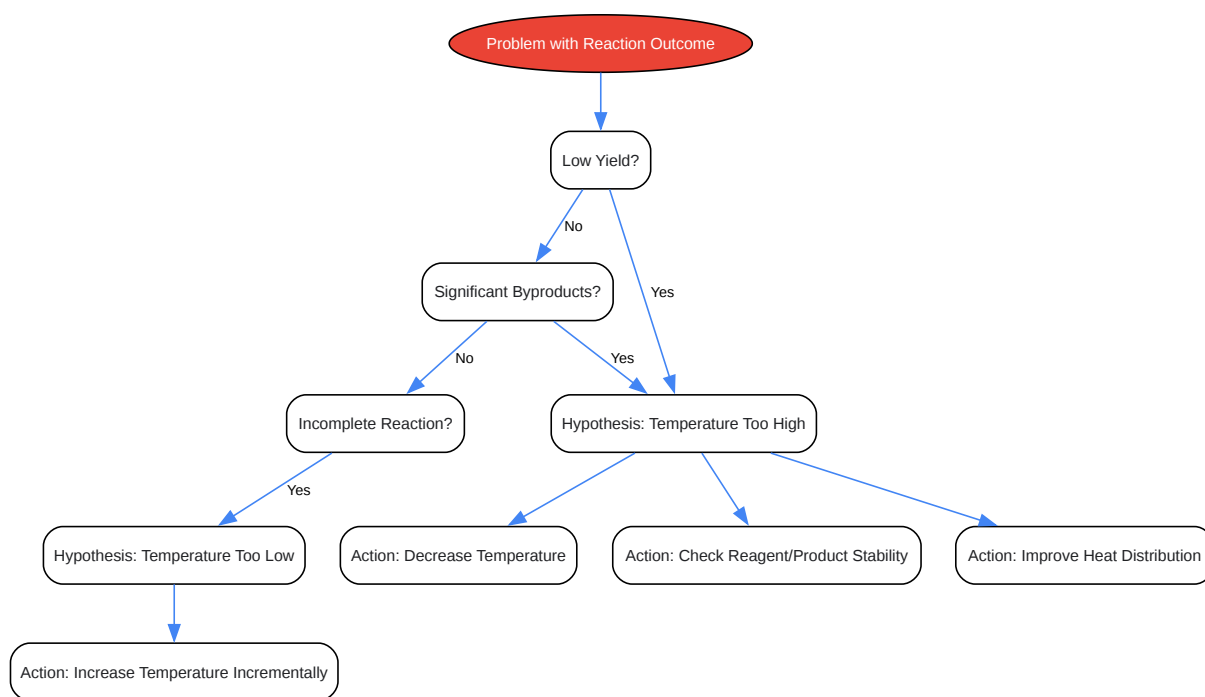 Problem with Reaction Outcome
Low Yield?
No
Significant Byproducts?
Yes
No
Yes
Incomplete Reaction?
Hypothesis: Temperature Too High
Yes
Hypothesis: Temperature Too Low
Action: Decrease Temperature
Action: Check Reagent/Product Stability
Action: Improve Heat Distribution
Action: Increase Temperature Incrementally